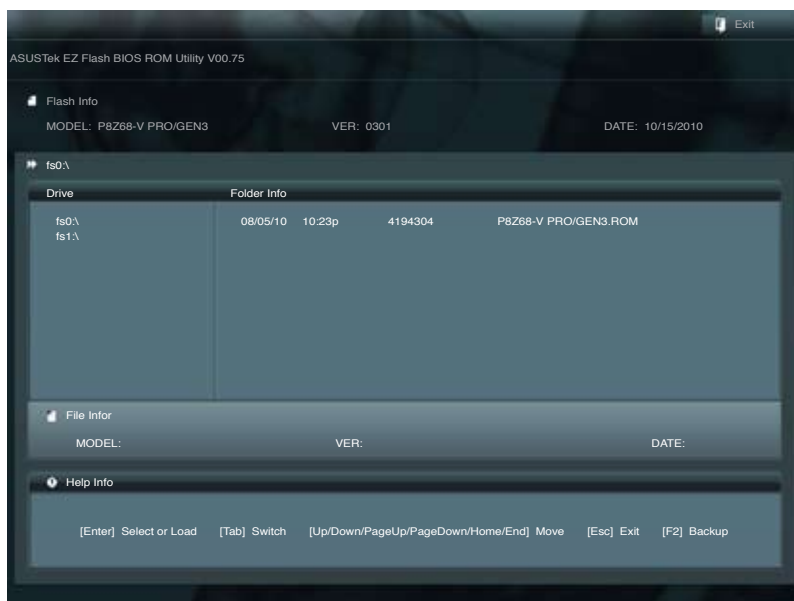 Exit
ASUSTek EZ Flash BIOS ROM Utility V00.75
Flash Info
MODEL: P8Z68-V PRO/GEN3 VER: 0301 DATE: 10/15/2010
fs0:\
Drive Folder Info
fs0:\ 08/05/10 10:23p 4194304 P8Z68-V PRO/GEN3.ROM
fs1:\
File Infor
MODEL: VER: DATE:
Help Info
[Enter] Select or Load [Tab] Switch [Up/Down/PageUp/PageDown/Home/End] Move [Esc] Exit [F2] Backup